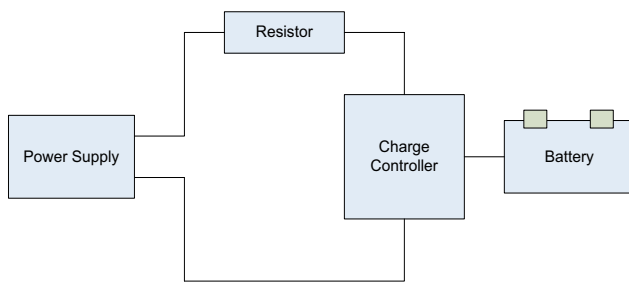 Resistor
Power Supply
Charge
Controller
Battery